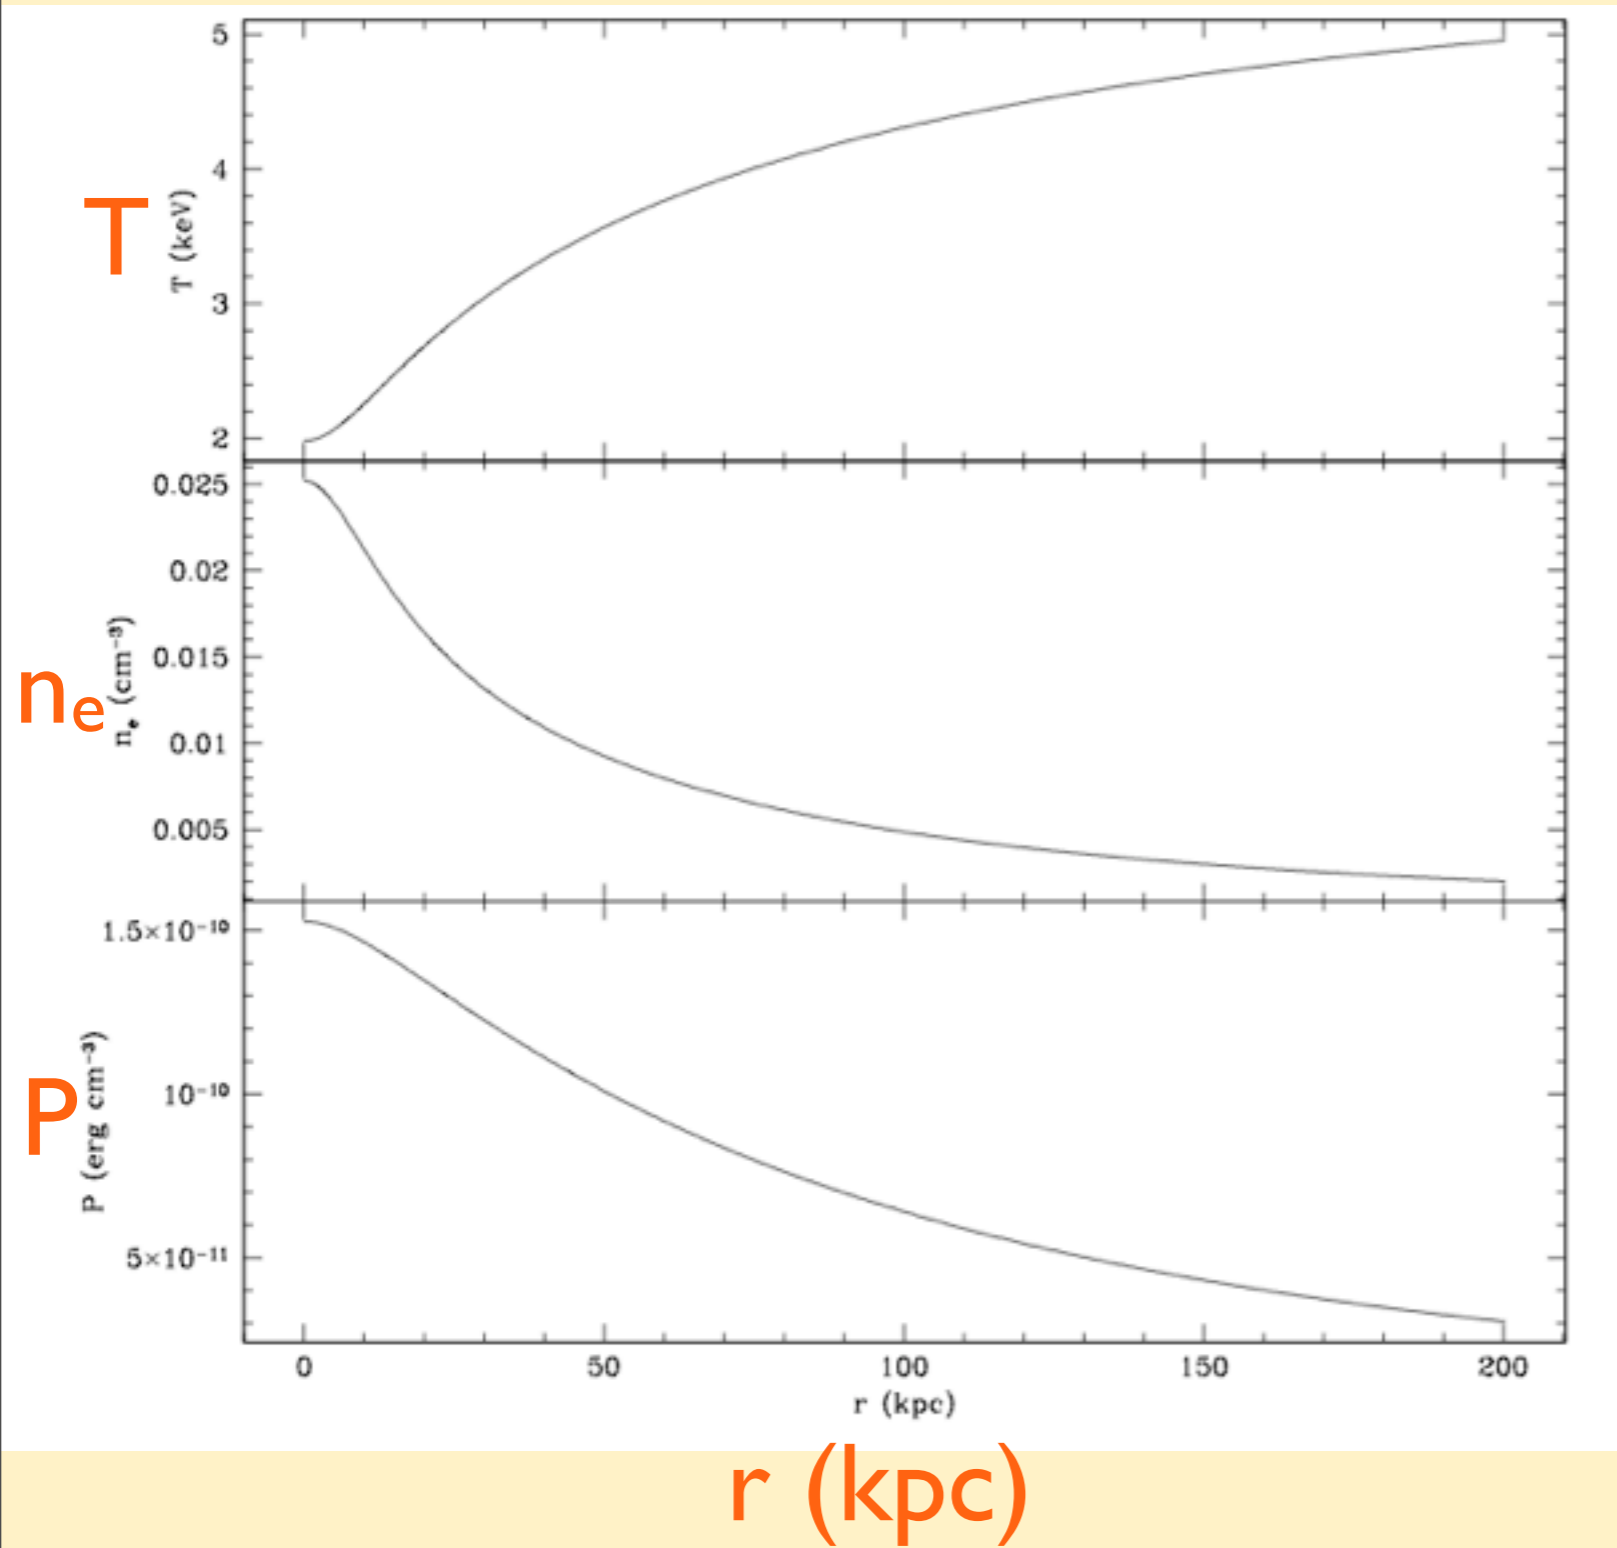 T
T (keV)
5
4
3
2
nₑ
nₑ (cm⁻³)
0.025
0.02
0.015
0.01
0.005
P
P (erg cm⁻³)
1.5×10⁻¹⁰
10⁻¹⁰
5×10⁻¹¹
0 50 100 150 200
r (kpc)
r (kpc)